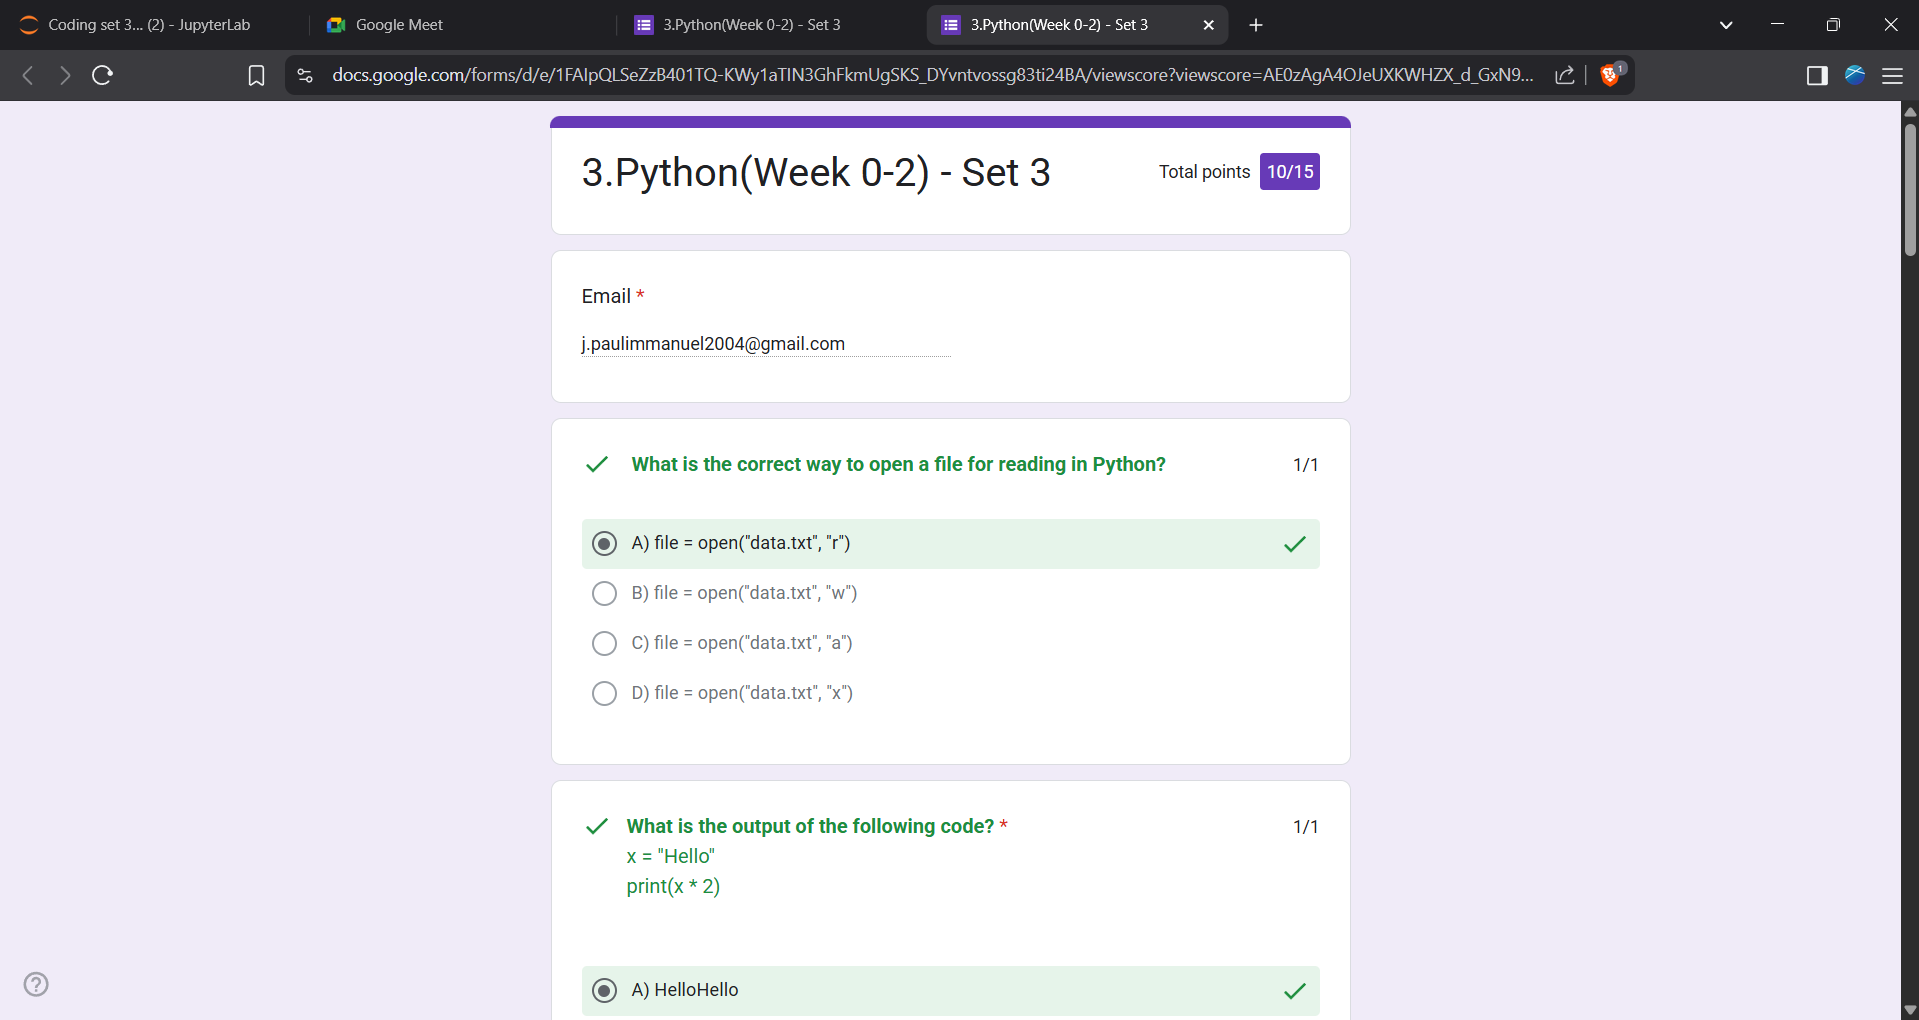 Coding set 3... (2) - JupyterLab
Google Meet
3.Python(Week 0-2) - Set 3
3.Python(Week 0-2) - Set 3
docs.google.com/forms/d/e/1FAIpQLSeZzB401TQ-KWy1aTIN3GhFkmUgSKS_DYvntvossg83ti24BA/viewscore?viewscore=AE0zAgA4OJeUXKWHZX_d_GxN9...
1
3.Python(Week 0-2) - Set 3
Total points 10/15
Email *
j.paulimmanuel2004@gmail.com
What is the correct way to open a file for reading in Python?
1/1
A) file = open("data.txt", "r")
B) file = open("data.txt", "w")
C) file = open("data.txt", "a")
D) file = open("data.txt", "x")
What is the output of the following code? *
1/1
x = "Hello"
print(x * 2)
A) HelloHello